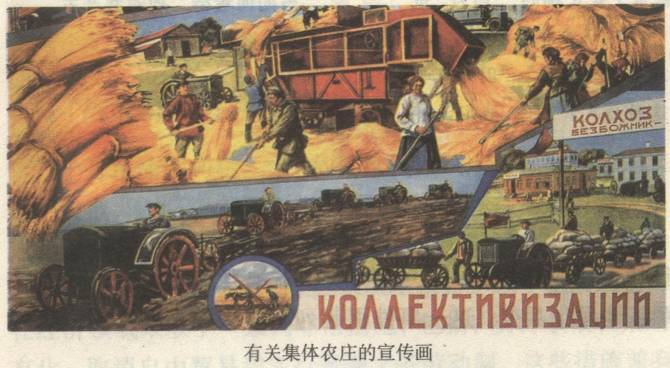 КОЛХОЗ
БЕЗБОЖНИК-
КОЛЛЕКТИВИЗАЦИИ
有关集体农庄的宣传画